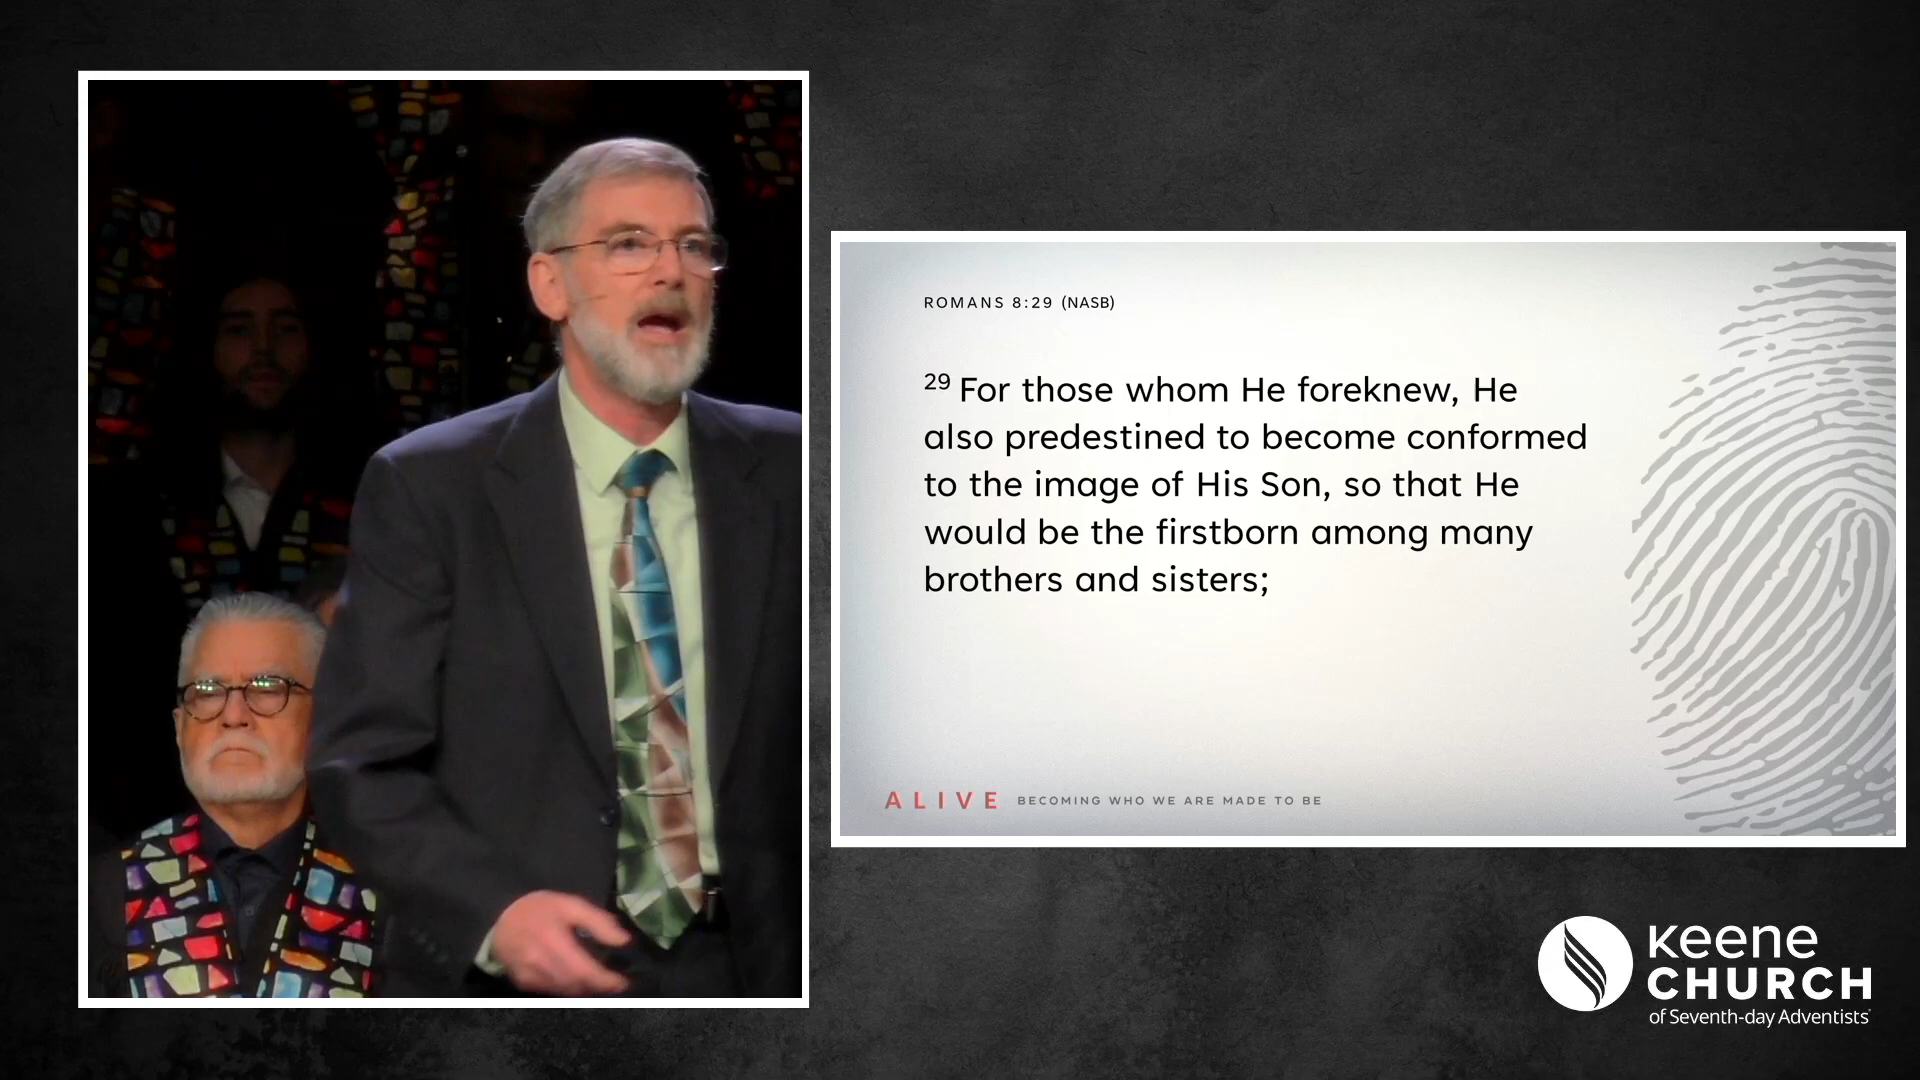 ROMANS 8:29 (NASB)
29 For those whom He foreknew, He
also predestined to become conformed
to the image of His Son, so that He
would be the firstborn among many
brothers and sisters;
ALIVE BECOMING WHO WE ARE MADE TO BE
Keene
CHURCH
of Seventh-day Adventists